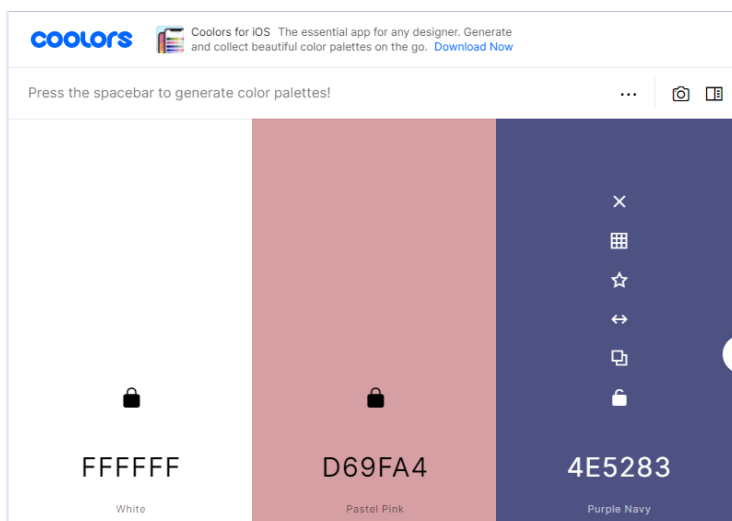 coolors
Coolors for iOS The essential app for any designer. Generate
and collect beautiful color palettes on the go. Download Now
Press the spacebar to generate color palettes!
FFFFFF
D69FA4
4E5283
White
Pastel Pink
Purple Navy